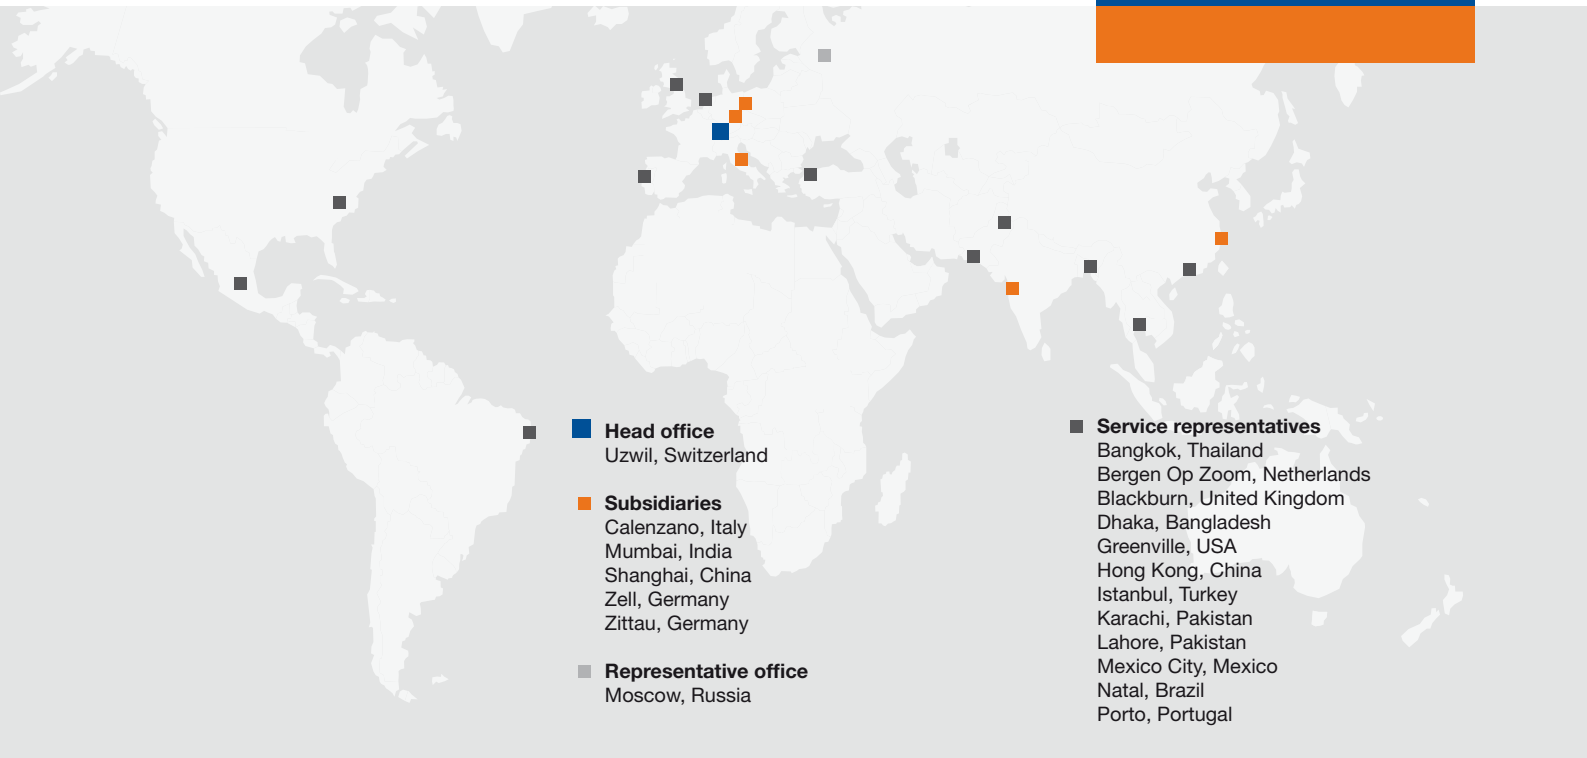 Head office
Uzwil, Switzerland
Subsidiaries
Calenzano, Italy
Mumbai, India
Shanghai, China
Zell, Germany
Zittau, Germany
Representative office
Moscow, Russia
Service representatives
Bangkok, Thailand
Bergen Op Zoom, Netherlands
Blackburn, United Kingdom
Dhaka, Bangladesh
Greenville, USA
Hong Kong, China
Istanbul, Turkey
Karachi, Pakistan
Lahore, Pakistan
Mexico City, Mexico
Natal, Brazil
Porto, Portugal